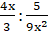 4x/3 : 5/9x²